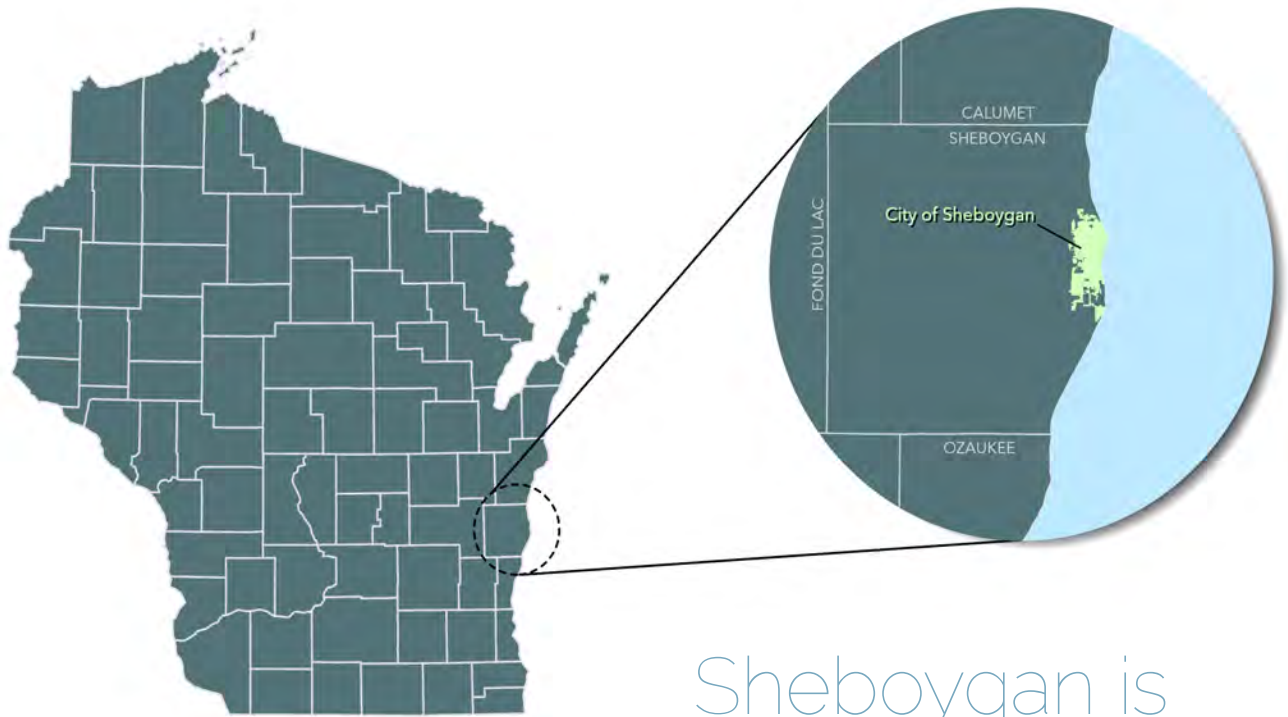 CALUMET
SHEBOYGAN
FOND DU LAC
City of Sheboygan
OZAUKEE
Sheboygan is